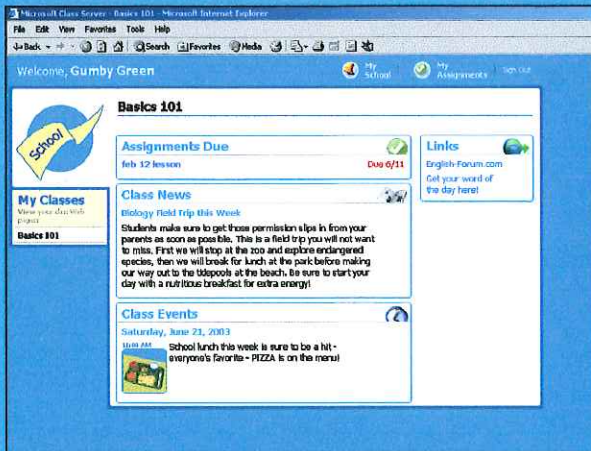 Microsoft Class Server - Basics 101 - Microsoft Internet Explorer
File Edit View Favorites Tools Help
Back Search Favorites Media
Welcome, Gumby Green
My School
My Assignments
Sign Out
School
Basics 101
My Classes
View your class Web pages
Basics 101
Assignments Due
feb 12 lesson Due 6/11
Class News
Biology Field Trip this Week
Students make sure to get those permission slips in from your
parents as soon as possible. This is a field trip you will not want
to miss. First we will stop at the zoo and explore endangered
species, then we will break for lunch at the park before making
our way out to the tidepools at the beach. Be sure to start your
day with a nutritious breakfast for extra energy!
Class Events
Saturday, June 21, 2003
School lunch this week is sure to be a hit -
everyone's favorite - PIZZA is on the menu!
Links
English-Forum.com
Get your word of
the day here!